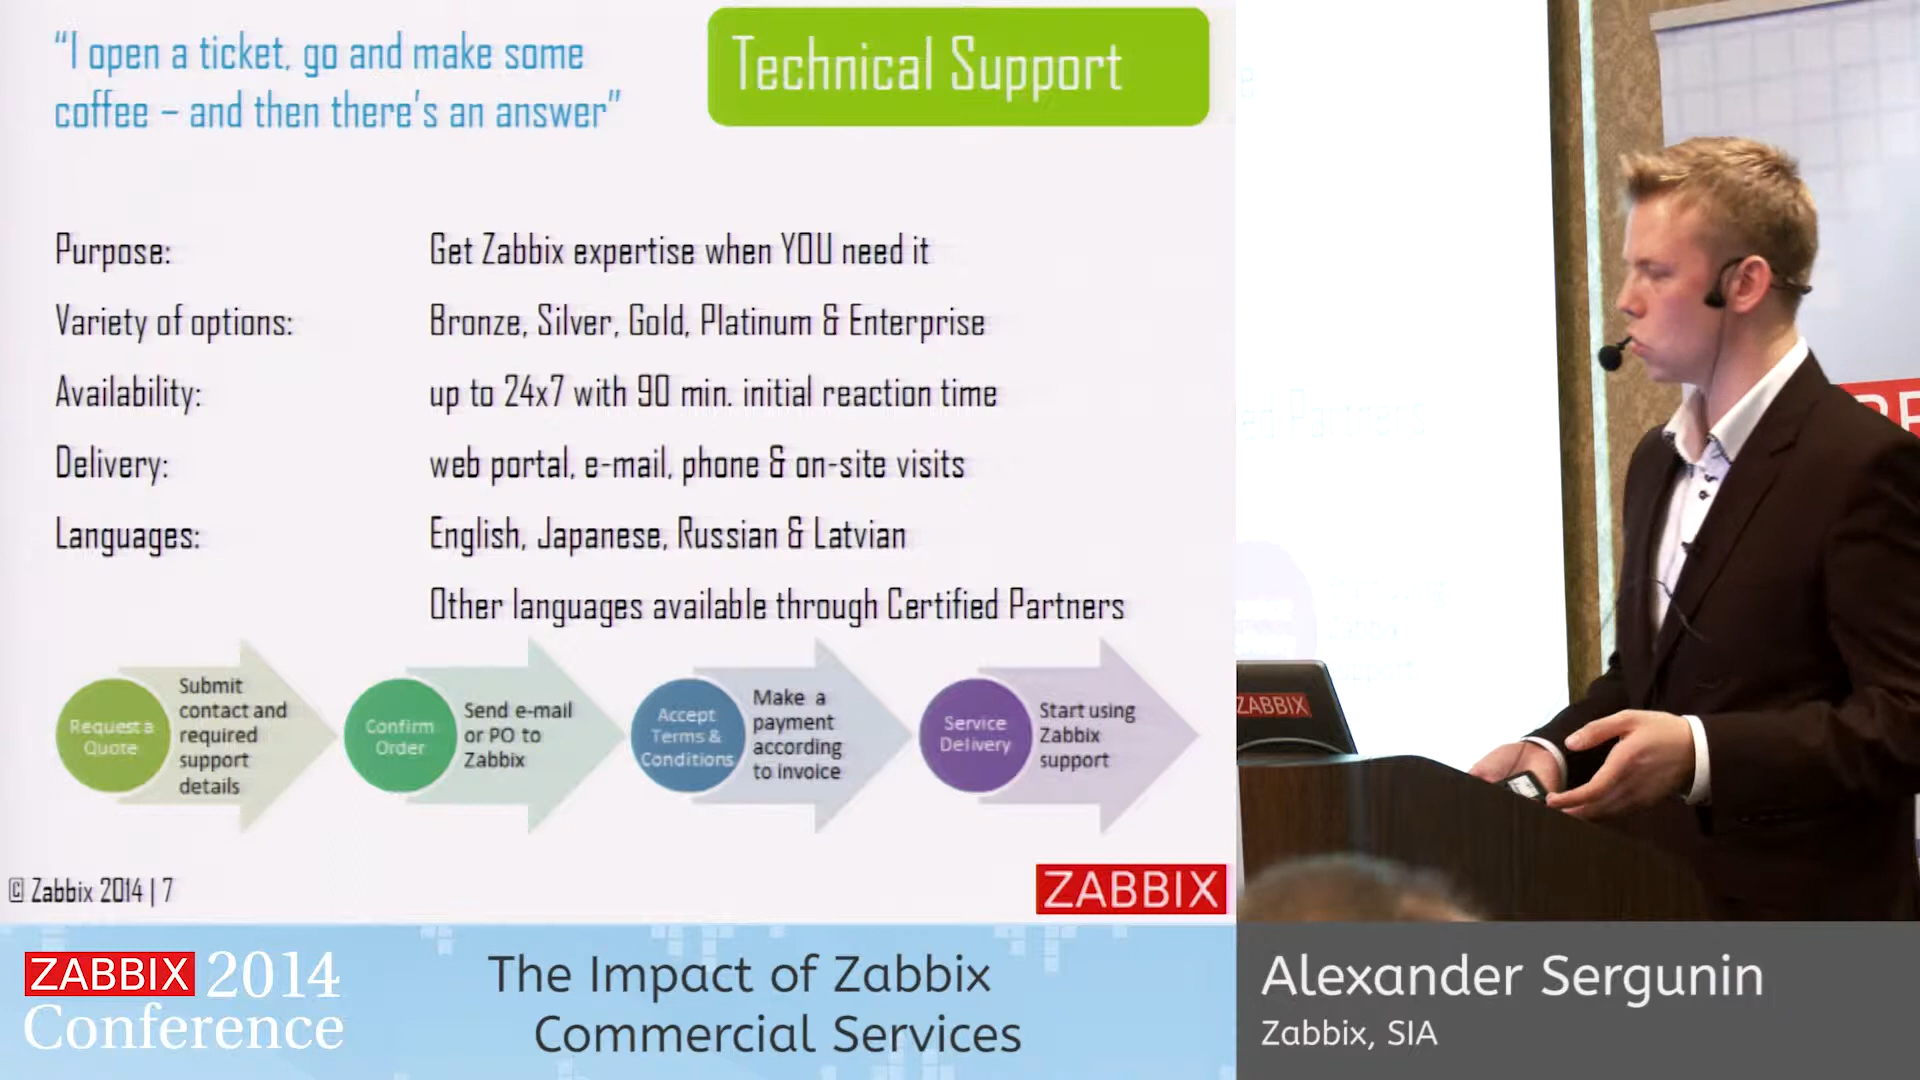 “I open a ticket, go and make some
coffee – and then there’s an answer”
Technical Support
Purpose: Get Zabbix expertise when YOU need it
Variety of options: Bronze, Silver, Gold, Platinum & Enterprise
Availability: up to 24x7 with 90 min. initial reaction time
Delivery: web portal, e-mail, phone & on-site visits
Languages: English, Japanese, Russian & Latvian
Other languages available through Certified Partners
Request a
Quote
Submit
contact and
required
support
details
Confirm
Order
Send e-mail
or PO to
Zabbix
Accept
Terms &
Conditions
Make a
payment
according
to invoice
Service
Delivery
Start using
Zabbix
support
© Zabbix 2014 | 7
ZABBIX
Partners
ZABBIX
ZABBIX 2014
Conference
The Impact of Zabbix
Commercial Services
Alexander Sergunin
Zabbix, SIA